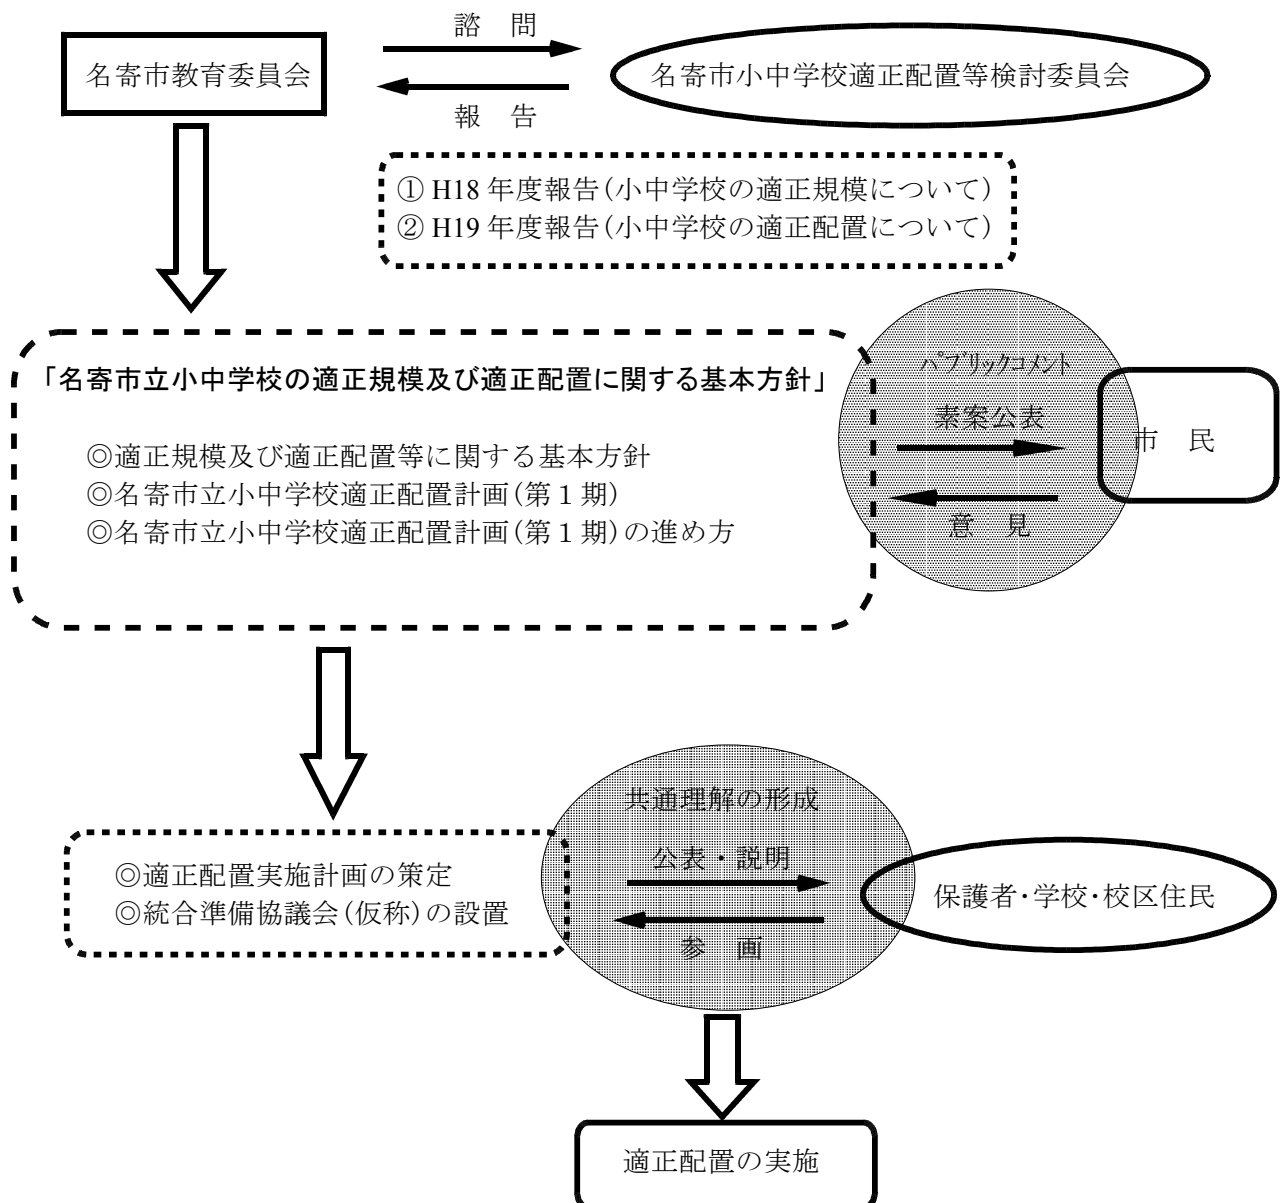 諮　問
名寄市教育委員会
名寄市小中学校適正配置等検討委員会
報　告
① H18 年度報告(小中学校の適正規模について)
② H19 年度報告(小中学校の適正配置について)
パブリックコメント
「名寄市立小中学校の適正規模及び適正配置に関する基本方針」
素案公表
市　民
◎適正規模及び適正配置等に関する基本方針
◎名寄市立小中学校適正配置計画(第１期)
◎名寄市立小中学校適正配置計画(第１期)の進め方
意　見
共通理解の形成
公表・説明
◎適正配置実施計画の策定
◎統合準備協議会(仮称)の設置
保護者・学校・校区住民
参　画
適正配置の実施